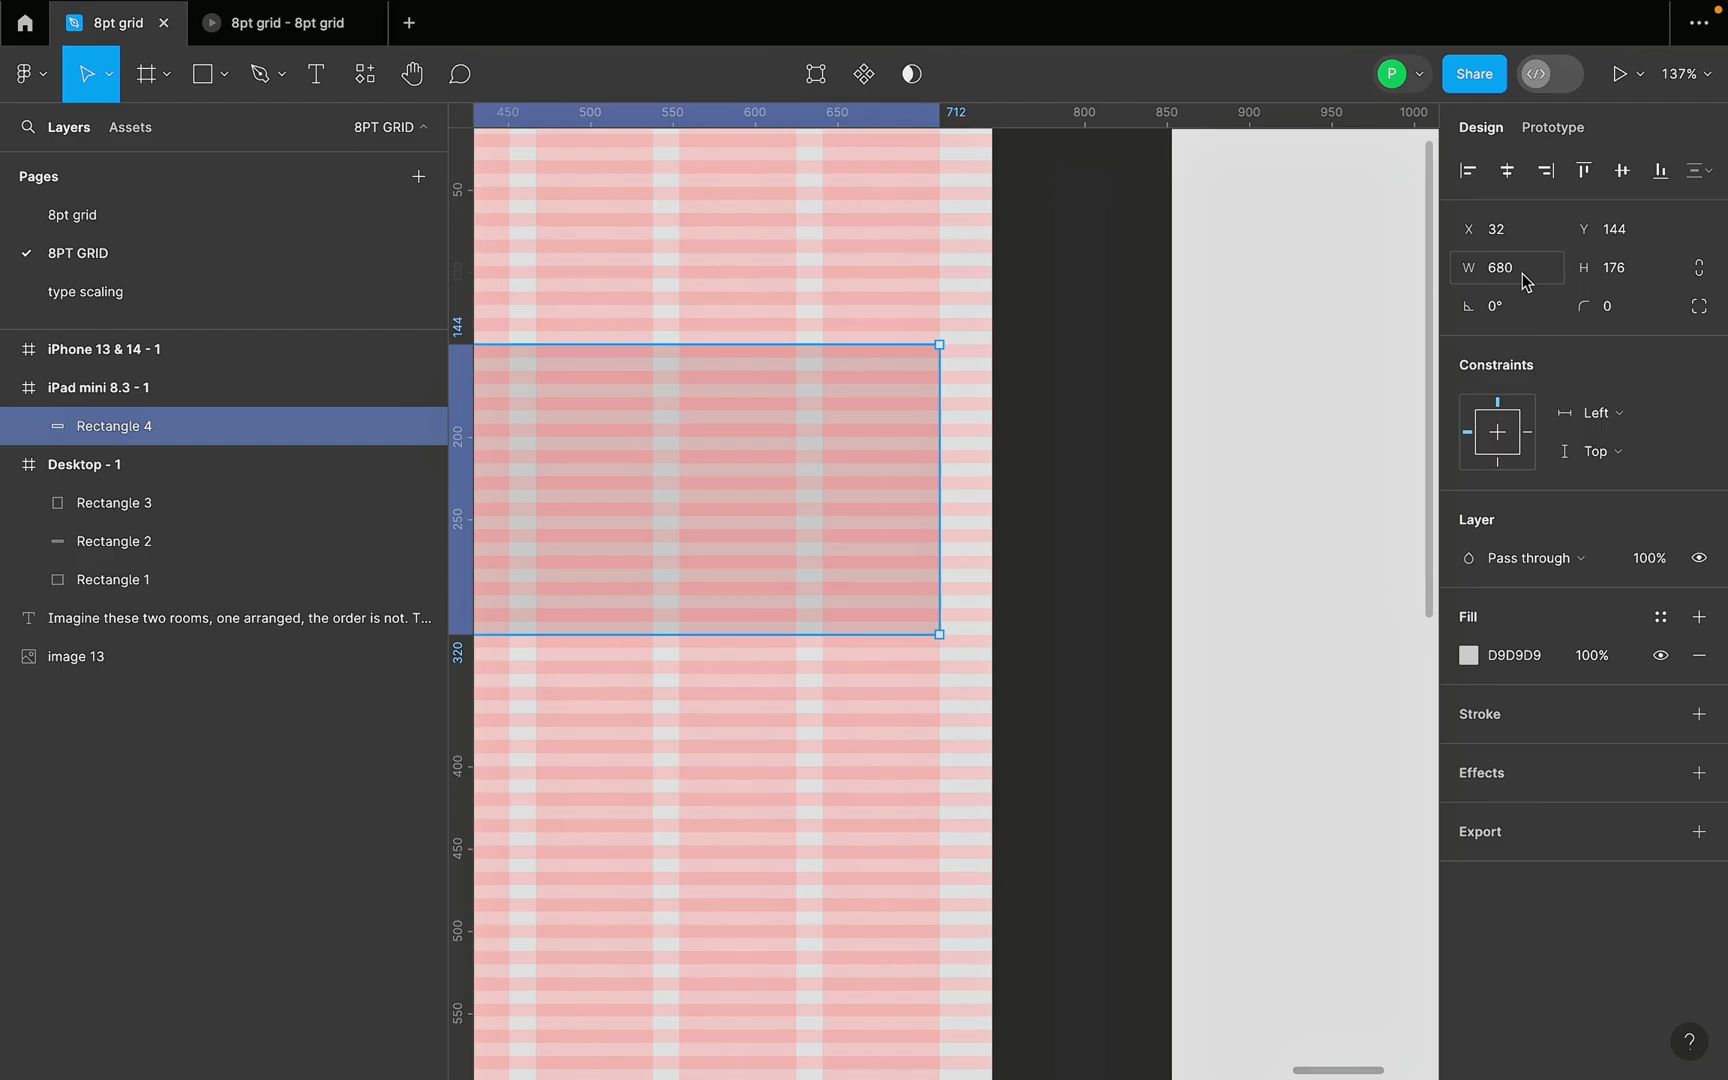 8pt grid
8pt grid - 8pt grid
P
Share
137%
Layers
Assets
8PT GRID
Pages
8pt grid
8PT GRID
type scaling
iPhone 13 & 14 - 1
iPad mini 8.3 - 1
Rectangle 4
Desktop - 1
Rectangle 3
Rectangle 2
Rectangle 1
Imagine these two rooms, one arranged, the order is not. T...
image 13
450 500 550 600 650 712 800 850 900 950 1000
50
100
144
200
250
320
400
450
500
550
Design
Prototype
X 32 Y 144
W 680 H 176
0° 0
Constraints
Left
Top
Layer
Pass through 100%
Fill
D9D9D9 100%
Stroke
Effects
Export
?